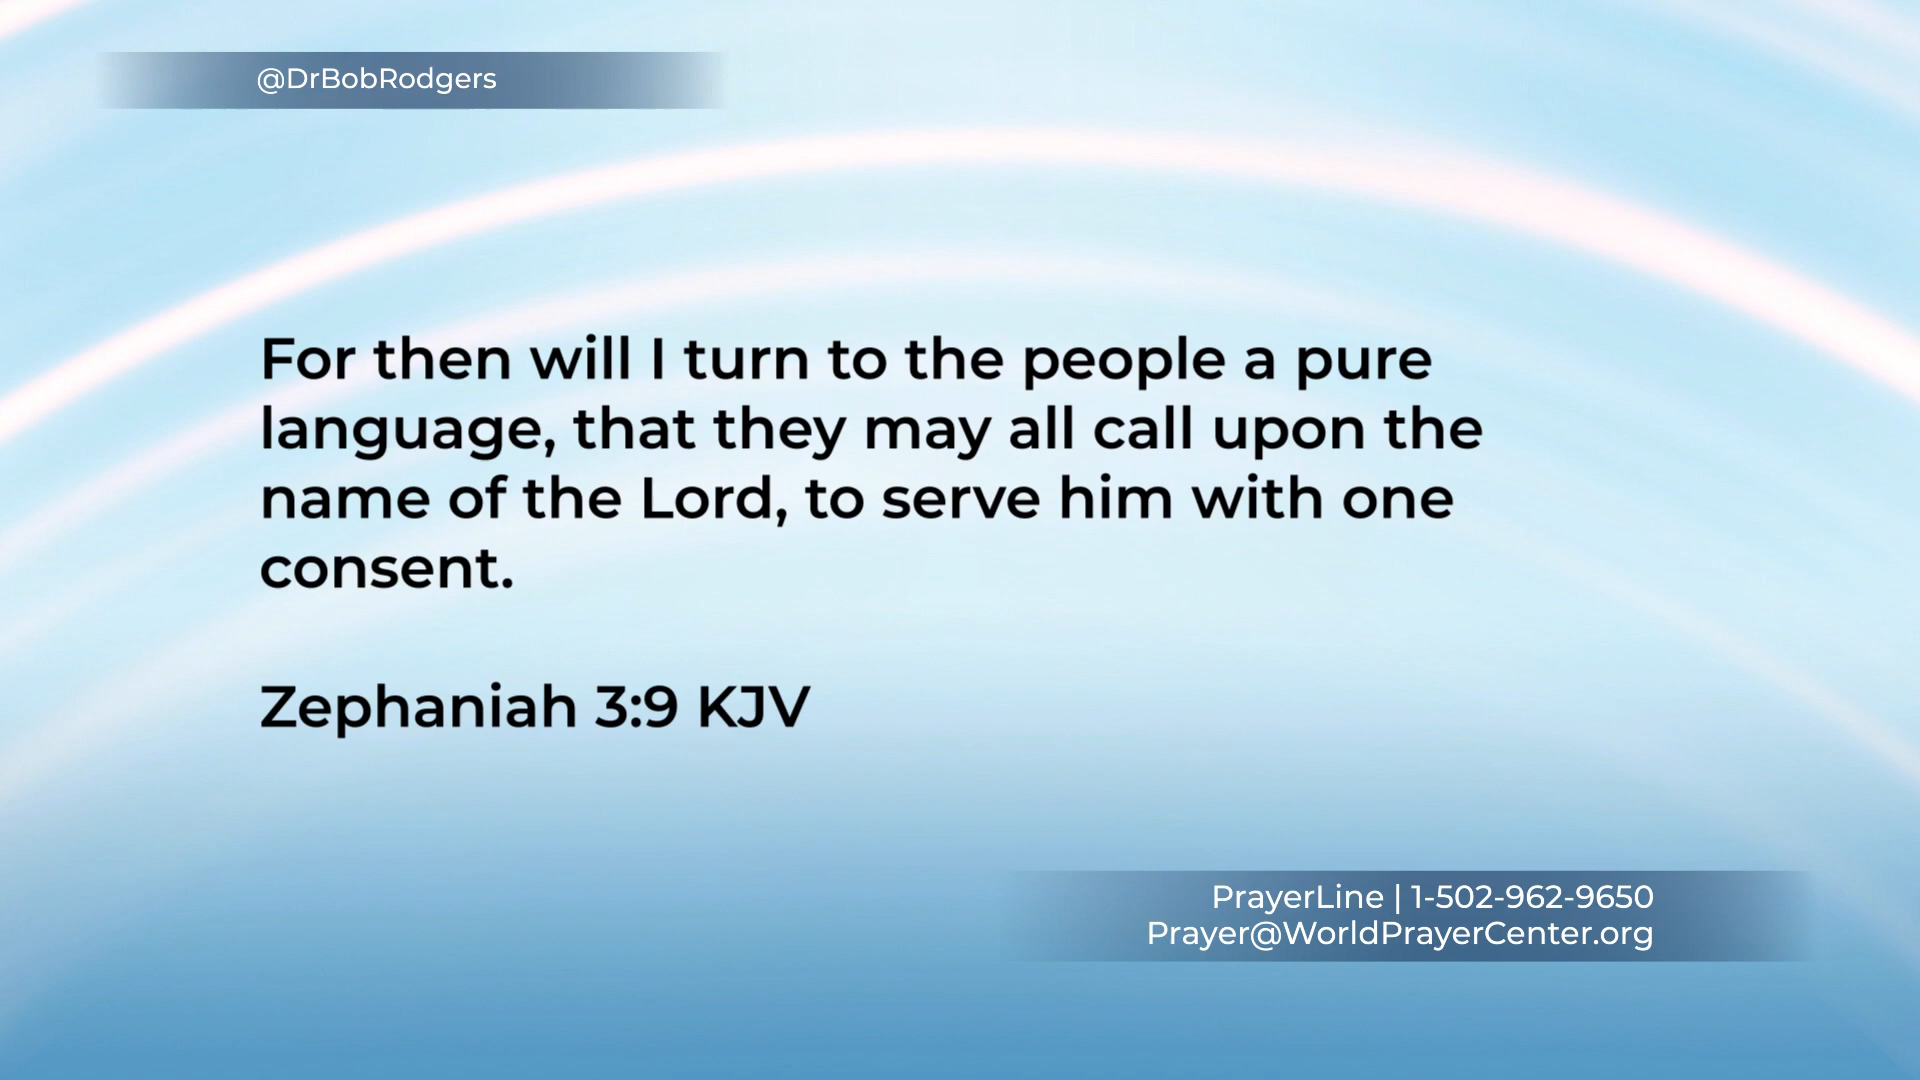 @DrBobRodgers
For then will I turn to the people a pure
language, that they may all call upon the
name of the Lord, to serve him with one
consent.
Zephaniah 3:9 KJV
PrayerLine | 1-502-962-9650
Prayer@WorldPrayerCenter.org